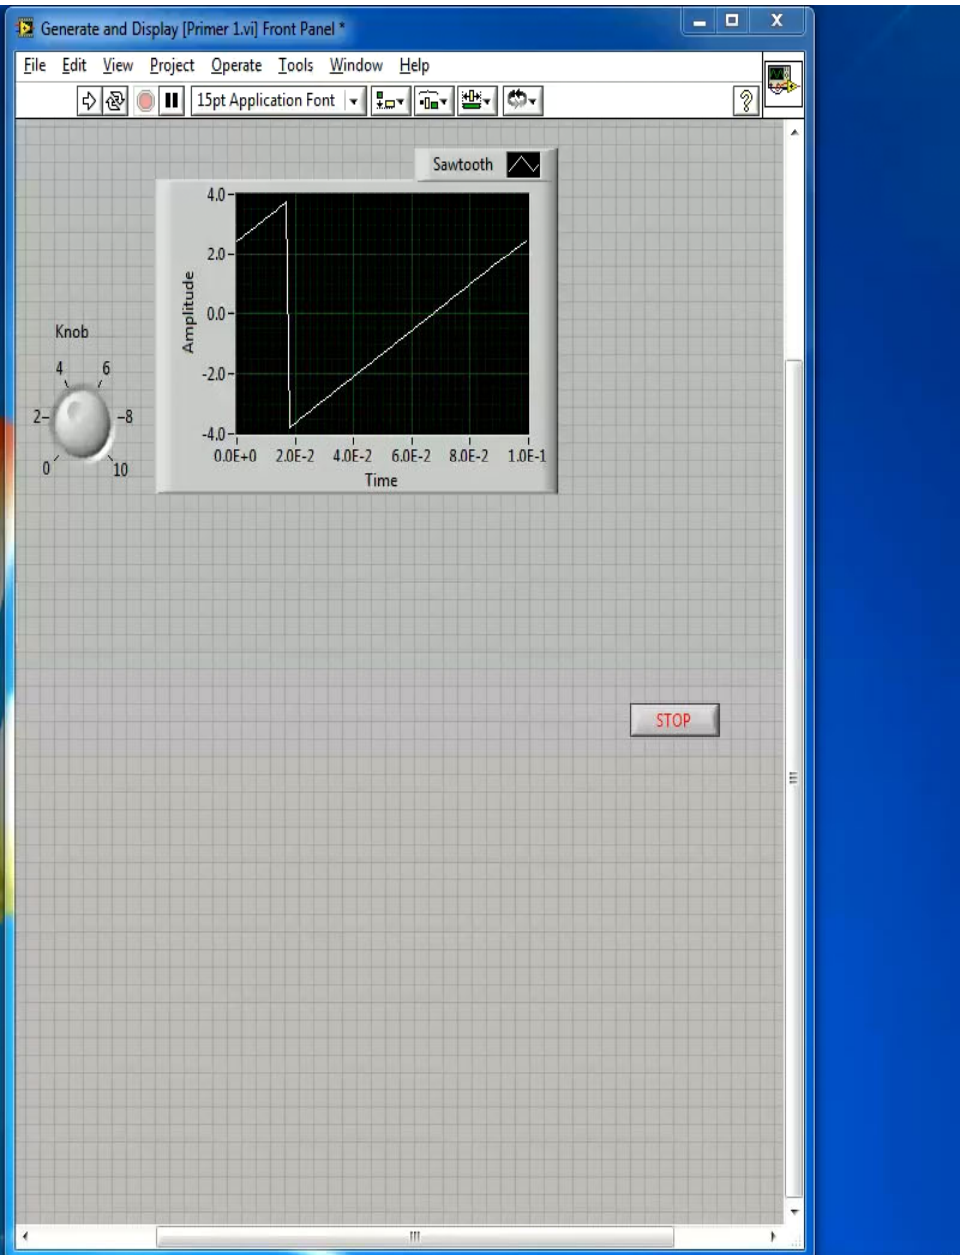 Generate and Display [Primer 1.vi] Front Panel *
File Edit View Project Operate Tools Window Help
15pt Application Font
Sawtooth
4.0
2.0
0.0
-2.0
-4.0
Amplitude
0.0E+0 2.0E-2 4.0E-2 6.0E-2 8.0E-2 1.0E-1
Time
Knob
4 6
2 8
0 10
STOP